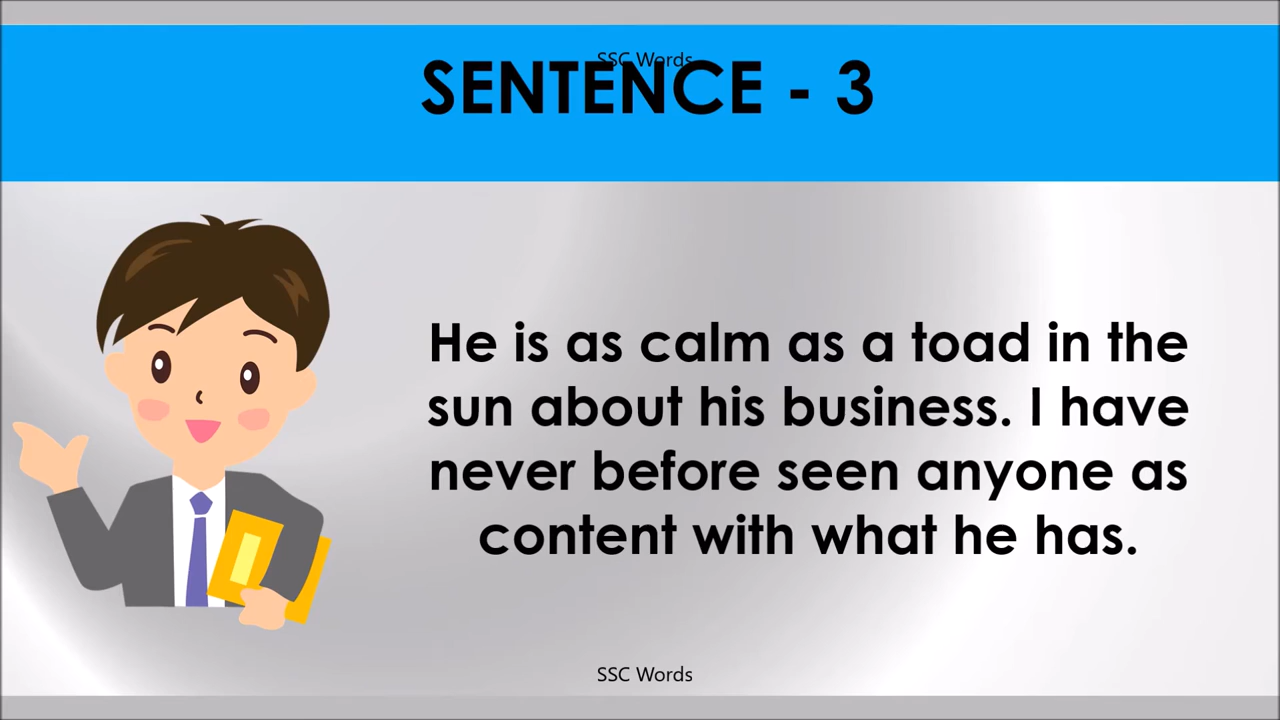 SSC Words
SENTENCE - 3
He is as calm as a toad in the
sun about his business. I have
never before seen anyone as
content with what he has.
SSC Words